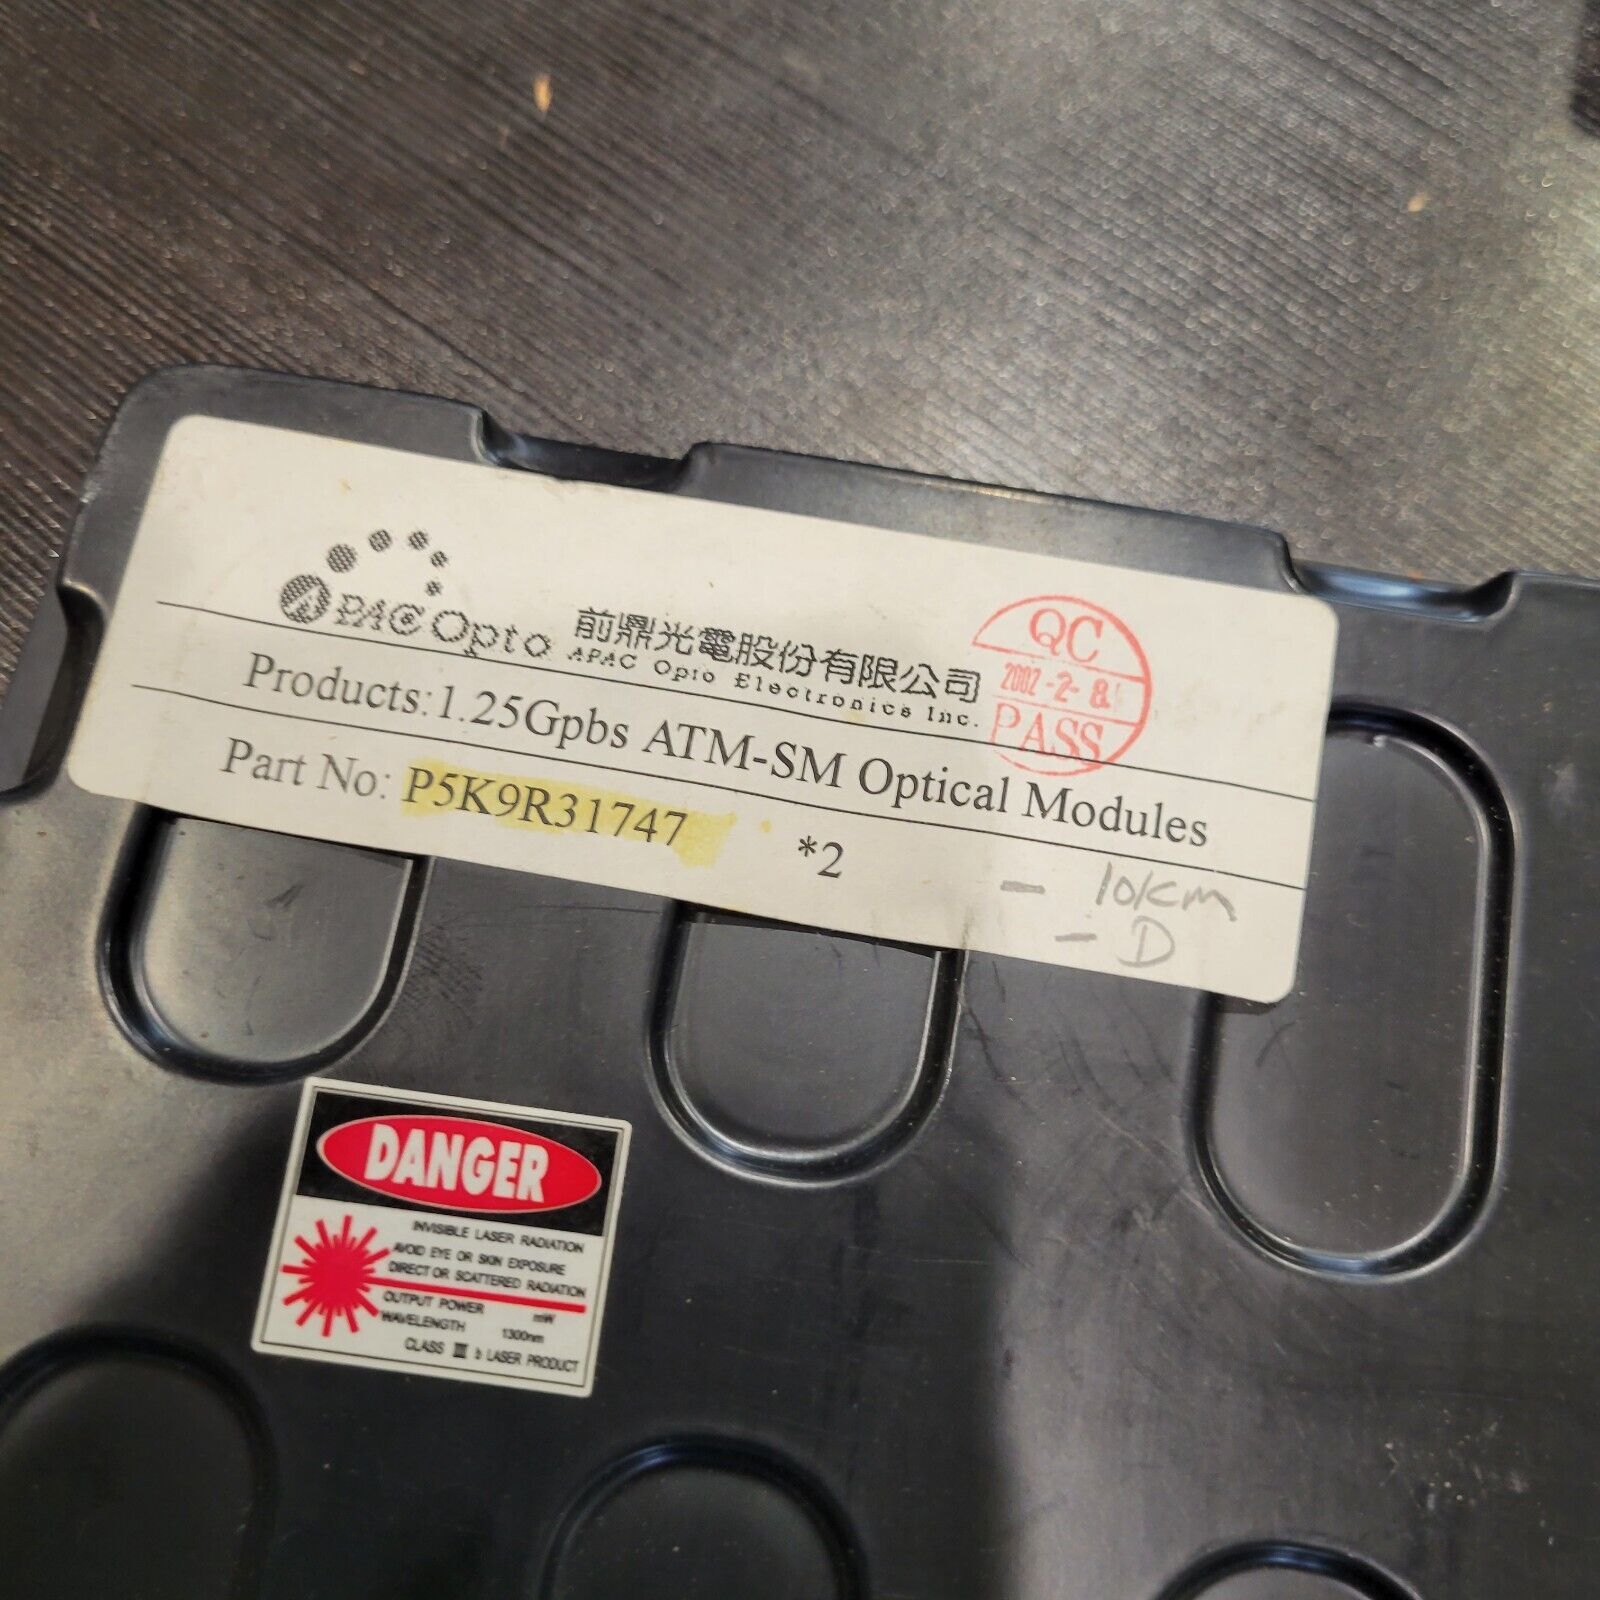 APAC Opto 前鼎光電股份有限公司
APAC Opto Electronics Inc.
QC
2002-2-8
PASS
Products: 1.25Gpbs ATM-SM Optical Modules
Part No: P5K9R31747 *2
- 10km
- D
DANGER
INVISIBLE LASER RADIATION
AVOID EYE OR SKIN EXPOSURE
DIRECT OR SCATTERED RADIATION
OUTPUT POWER mW
WAVELENGTH 1300nm
CLASS III b LASER PRODUCT